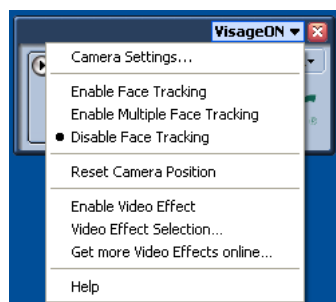 VisageON
Camera Settings...
Enable Face Tracking
Enable Multiple Face Tracking
Disable Face Tracking
Reset Camera Position
Enable Video Effect
Video Effect Selection...
Get more Video Effects online...
Help